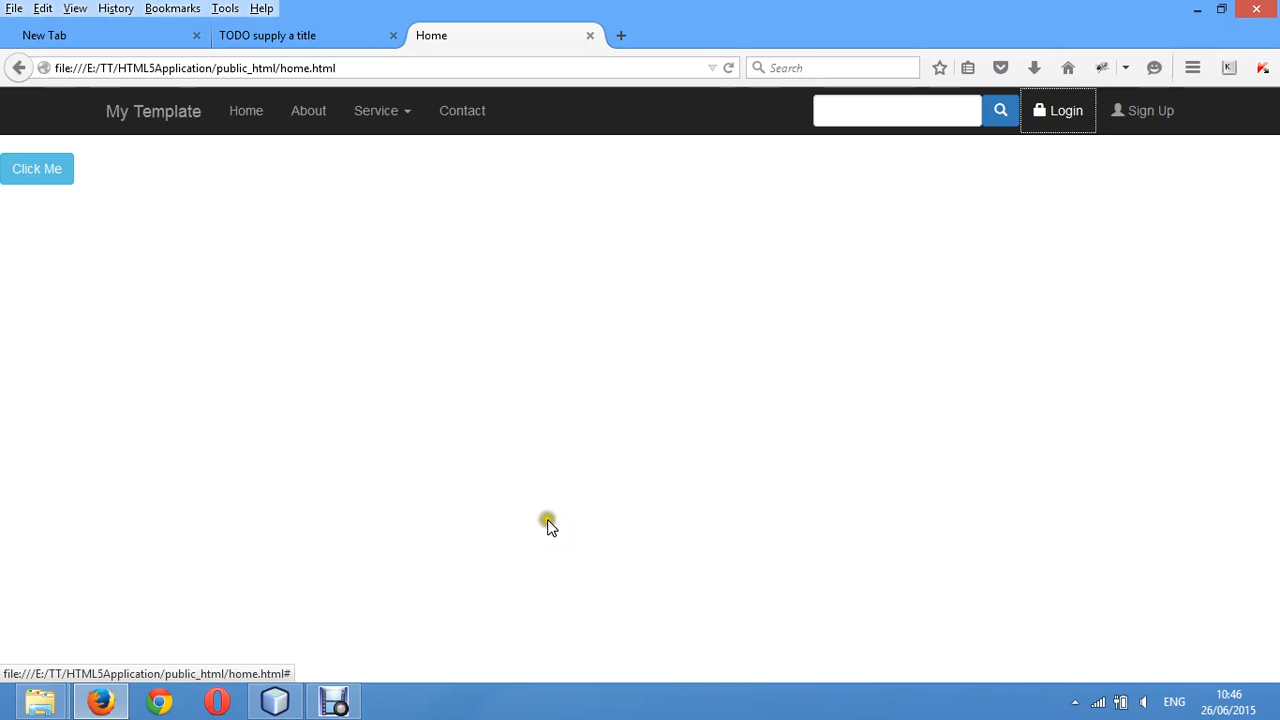 File Edit View History Bookmarks Tools Help
New Tab TODO supply a title Home
file:///E:/TT/HTML5Application/public_html/home.html Search
My Template Home About Service Contact Login Sign Up
Click Me
file:///E:/TT/HTML5Application/public_html/home.html#
ENG 10:46
26/06/2015